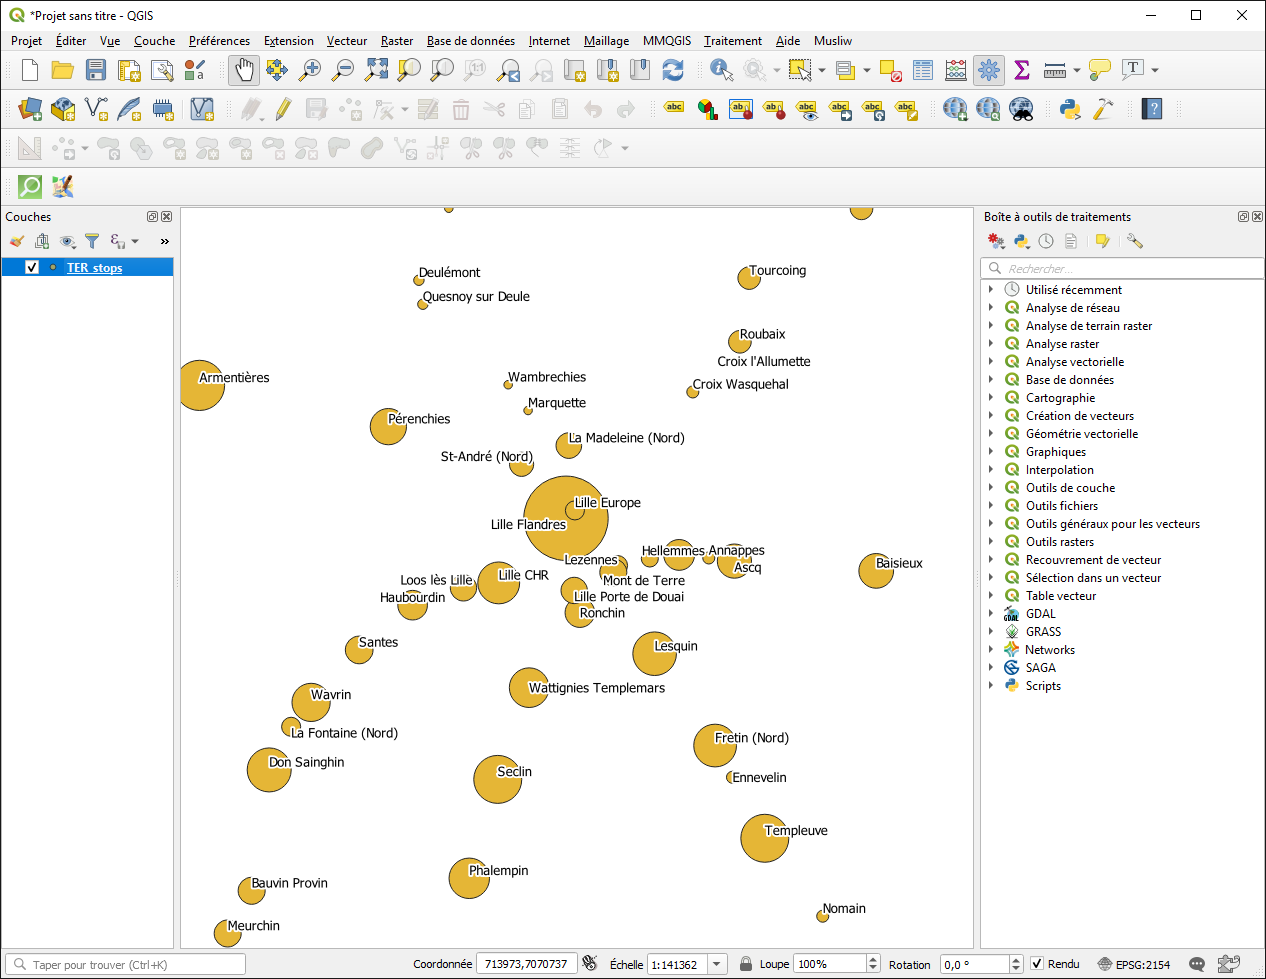 *Projet sans titre - QGIS
Projet Éditer Vue Couche Préférences Extension Vecteur Raster Base de données Internet Maillage MMQGIS Traitement Aide Musliw
Couches
TER stops
Deulémont
Quesnoy sur Deule
Tourcoing
Roubaix
Croix l'Allumette
Armentières
Wambrechies
Croix Wasquehal
Marquette
Pérenchies
La Madeleine (Nord)
St-André (Nord)
Lille Europe
Lille Flandres
Hellemmes
Annappes
Lezennes
Ascq
Baisieux
Loos lès Lille
Lille CHR
Mont de Terre
Haubourdin
Lille Porte de Douai
Ronchin
Santes
Lesquin
Wattignies Templemars
Wavrin
La Fontaine (Nord)
Fretin (Nord)
Don Sainghin
Seclin
Ennevelin
Templeuve
Phalempin
Bauvin Provin
Nomain
Meurchin
Boîte à outils de traitements
Rechercher...
Utilisé récemment
Analyse de réseau
Analyse de terrain raster
Analyse raster
Analyse vectorielle
Base de données
Cartographie
Création de vecteurs
Géométrie vectorielle
Graphiques
Interpolation
Outils de couche
Outils fichiers
Outils généraux pour les vecteurs
Outils rasters
Recouvrement de vecteur
Sélection dans un vecteur
Table vecteur
GDAL
GRASS
Networks
SAGA
Scripts
Taper pour trouver (Ctrl+K)
Coordonnée 713973,7070737 Échelle 1:141362 Loupe 100% Rotation 0,0 ° Rendu EPSG:2154